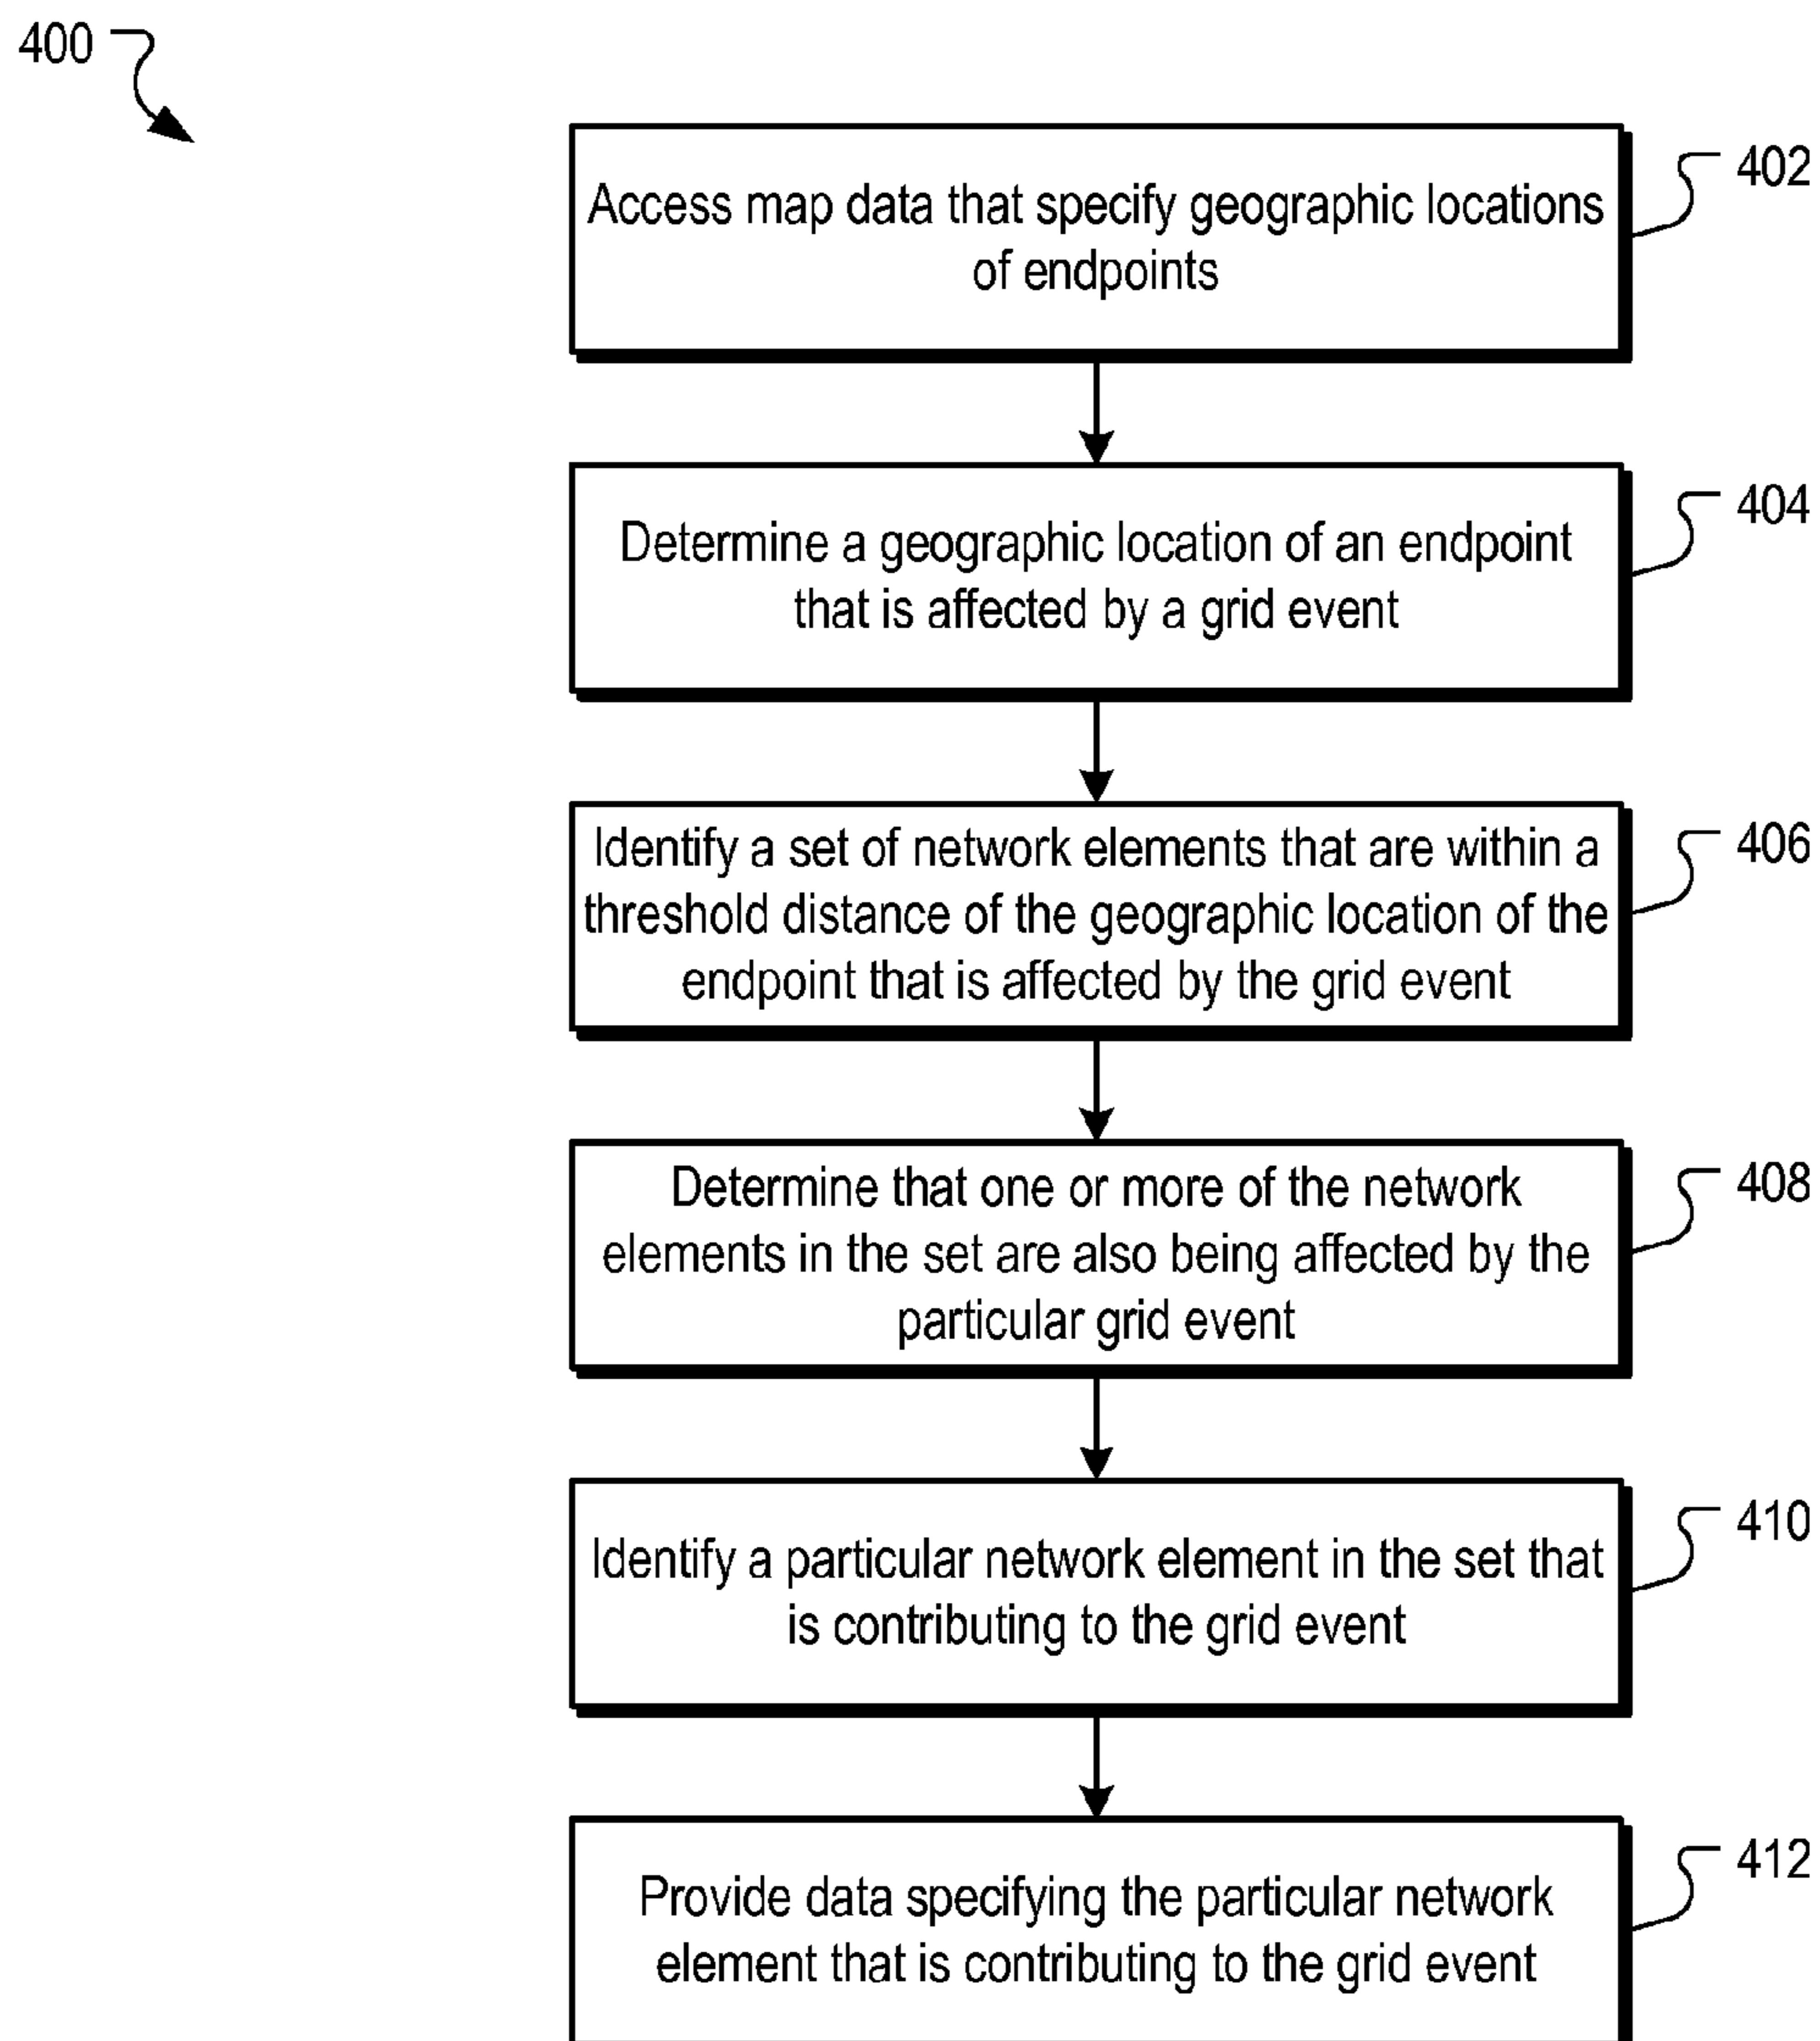 400
Access map data that specify geographic locations
of endpoints
402
Determine a geographic location of an endpoint
that is affected by a grid event
404
Identify a set of network elements that are within a
threshold distance of the geographic location of the
endpoint that is affected by the grid event
406
Determine that one or more of the network
elements in the set are also being affected by the
particular grid event
408
Identify a particular network element in the set that
is contributing to the grid event
410
Provide data specifying the particular network
element that is contributing to the grid event
412